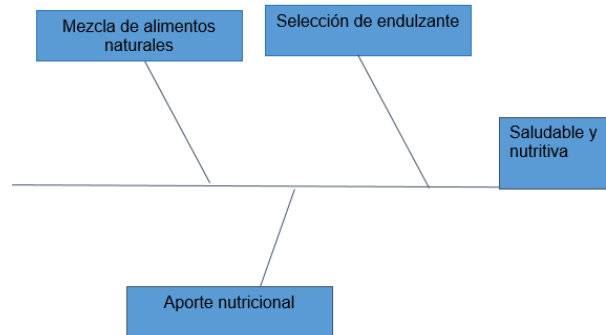 Mezcla de alimentos
naturales
Selección de endulzante
Saludable y
nutritiva
Aporte nutricional